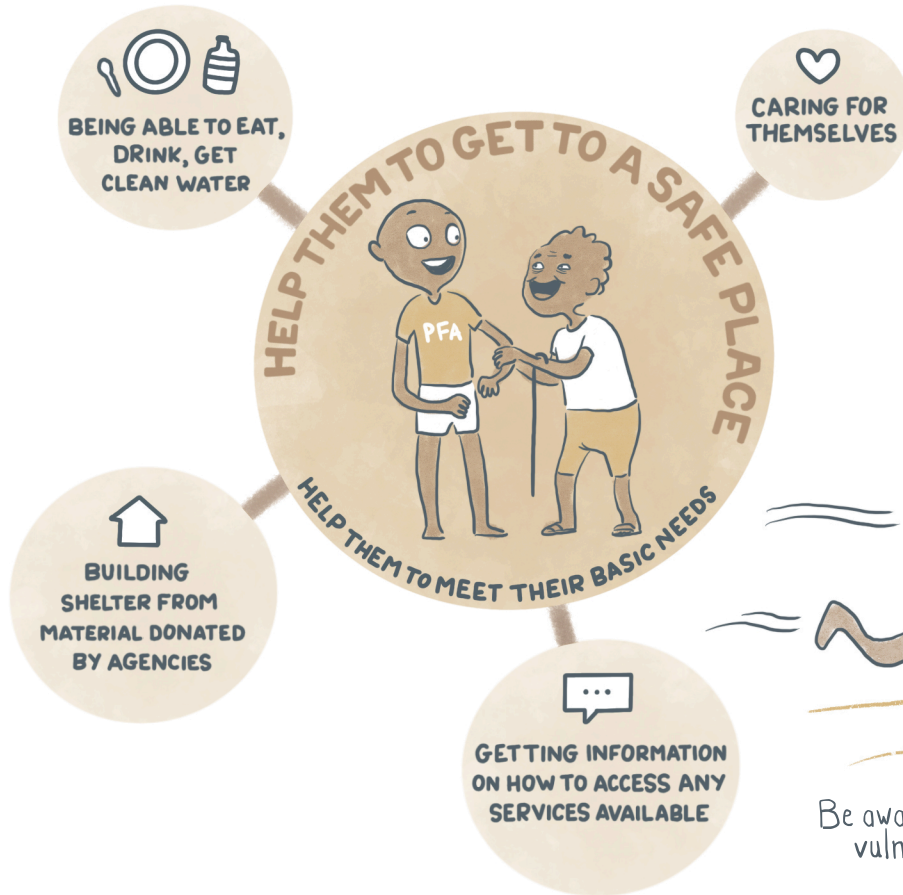 BEING ABLE TO EAT,
DRINK, GET
CLEAN WATER
CARING FOR
THEMSELVES
HELP THEM TO GET TO A SAFE PLACE
PFA
HELP THEM TO MEET THEIR BASIC NEEDS
BUILDING
SHELTER FROM
MATERIAL DONATED
BY AGENCIES
GETTING INFORMATION
ON HOW TO ACCESS ANY
SERVICES AVAILABLE
Be